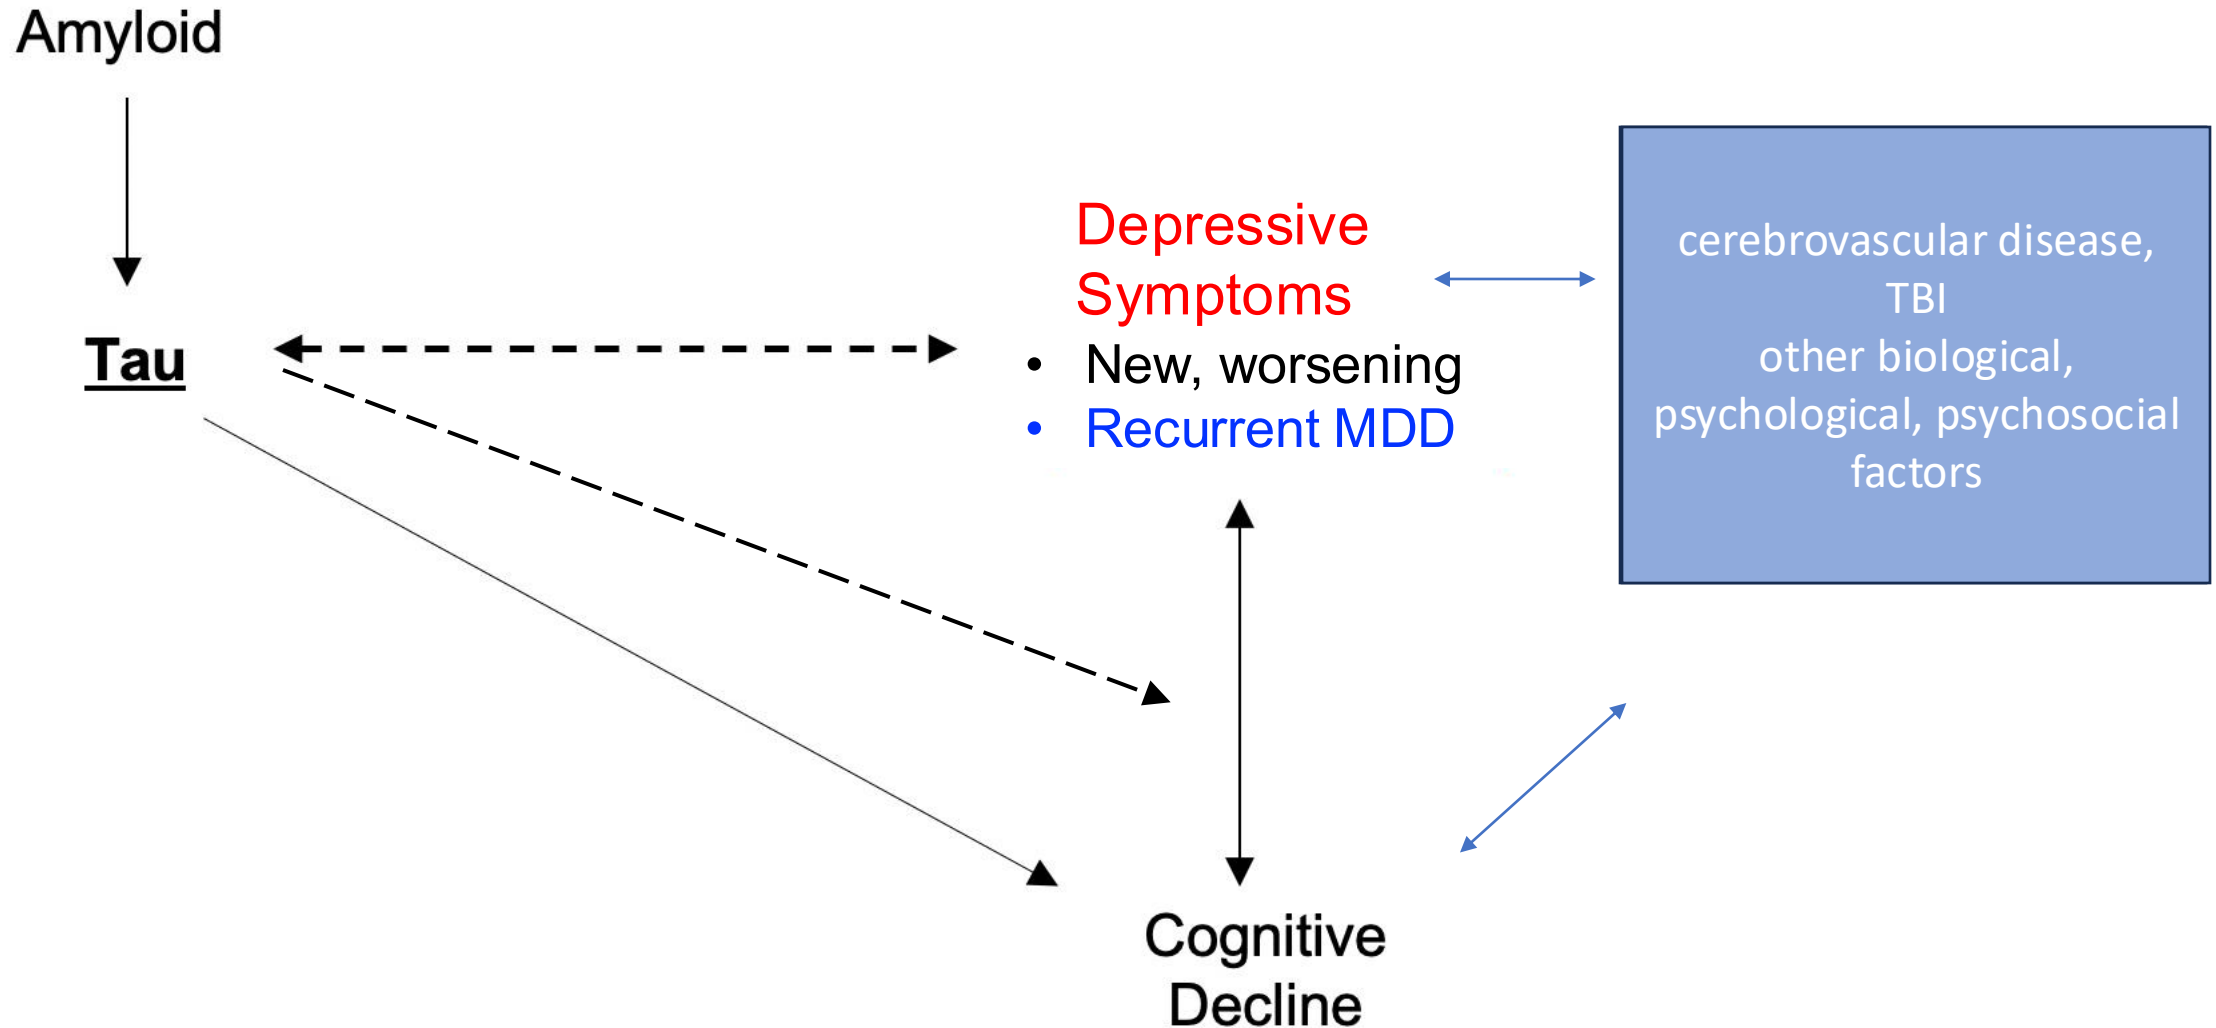 Amyloid
Tau
Depressive
Symptoms
• New, worsening
• Recurrent MDD
cerebrovascular disease,
TBI
other biological,
psychological, psychosocial
factors
Cognitive
Decline